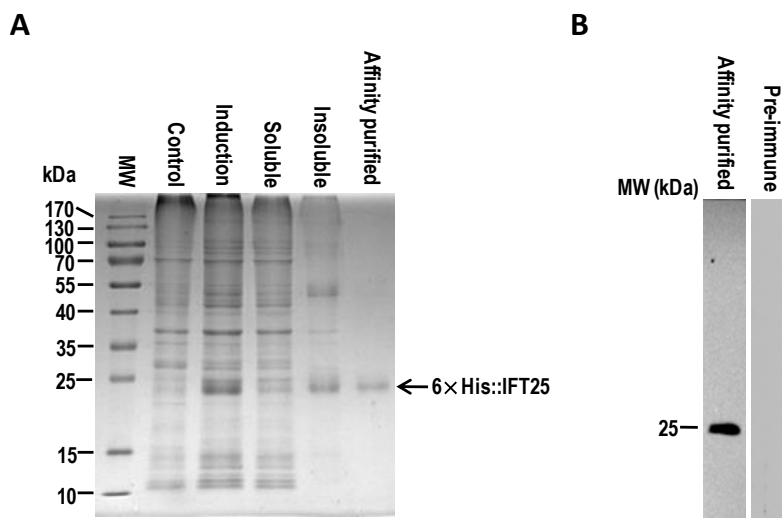 A
B
MW
Control
Induction
Soluble
Insoluble
Affinity purified
kDa
170
130
100
70
55
40
35
25
15
10
6×His::IFT25
Affinity purified
Pre-immune
MW (kDa)
25